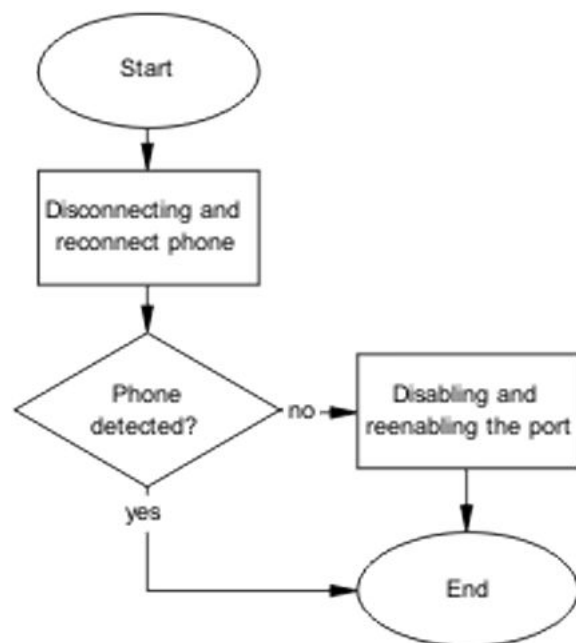 Start
Disconnecting and
reconnect phone
Phone
detected?
no
Disabling and
reenabling the port
yes
End